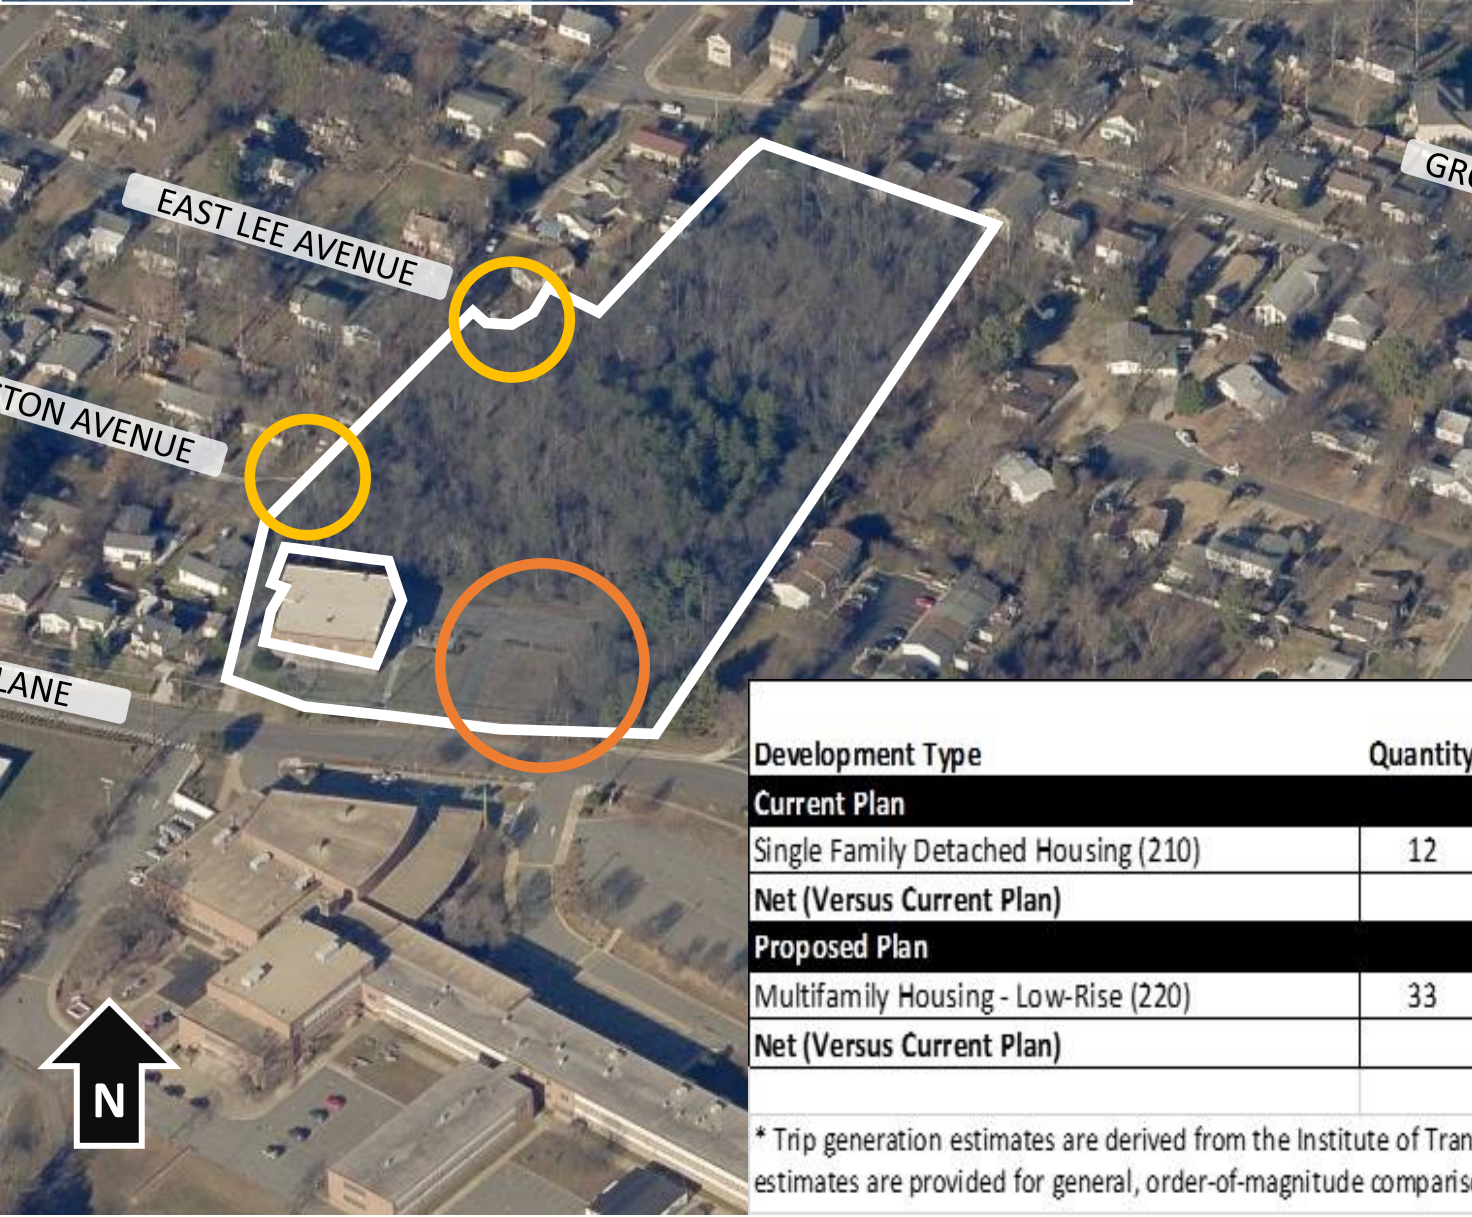 EAST LEE AVENUE
GR
TON AVENUE
LANE
N
Development Type Quantity
Current Plan
Single Family Detached Housing (210) 12
Net (Versus Current Plan)
Proposed Plan
Multifamily Housing - Low-Rise (220) 33
Net (Versus Current Plan)
* Trip generation estimates are derived from the Institute of Tran
estimates are provided for general, order-of-magnitude comparis